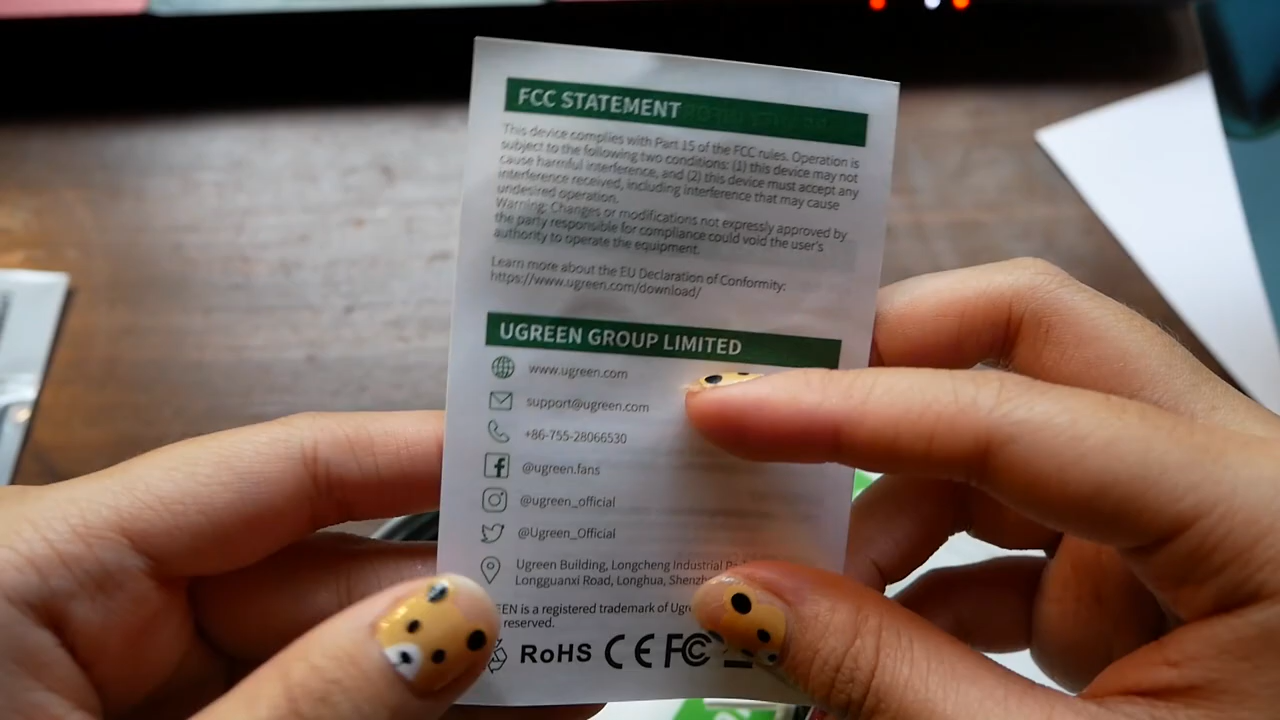 FCC STATEMENT
This device complies with Part 15 of the FCC rules. Operation is
subject to the following two conditions: (1) this device may not
cause harmful interference, and (2) this device must accept any
interference received, including interference that may cause
undesired operation.
Warning: Changes or modifications not expressly approved by
the party responsible for compliance could void the user's
authority to operate the equipment.
Learn more about the EU Declaration of Conformity:
https://www.ugreen.com/download/
UGREEN GROUP LIMITED
www.ugreen.com
support@ugreen.com
+86-755-28066530
@ugreen.fans
@ugreen_official
@Ugreen_Official
Ugreen Building, Longcheng Industrial
Longguanxi Road, Longhua,
is a registered trademark of
reserved.
RoHS CE FC